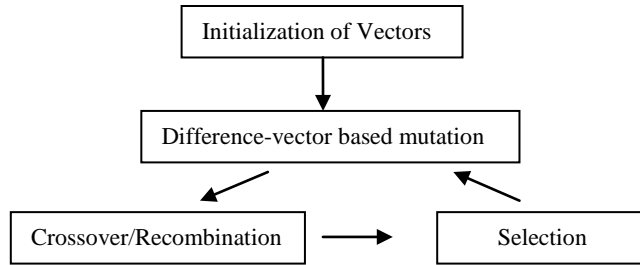 Initialization of Vectors
Difference-vector based mutation
Crossover/Recombination
Selection